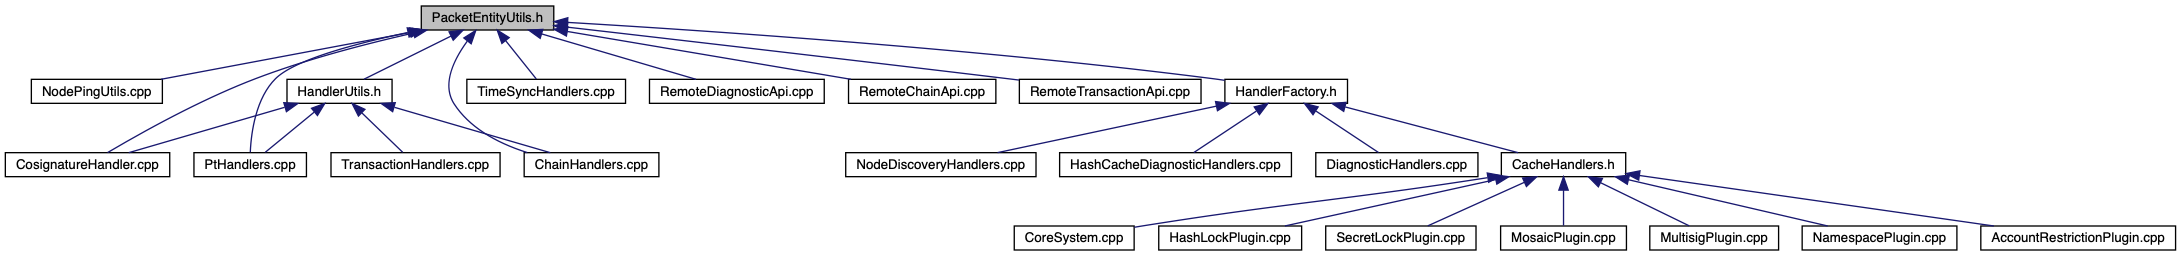 PacketEntityUtils.h
NodePingUtils.cpp
HandlerUtils.h
TimeSyncHandlers.cpp
RemoteDiagnosticApi.cpp
RemoteChainApi.cpp
RemoteTransactionApi.cpp
HandlerFactory.h
CosignatureHandler.cpp
PtHandlers.cpp
TransactionHandlers.cpp
ChainHandlers.cpp
NodeDiscoveryHandlers.cpp
HashCacheDiagnosticHandlers.cpp
DiagnosticHandlers.cpp
CacheHandlers.h
CoreSystem.cpp
HashLockPlugin.cpp
SecretLockPlugin.cpp
MosaicPlugin.cpp
MultisigPlugin.cpp
NamespacePlugin.cpp
AccountRestrictionPlugin.cpp